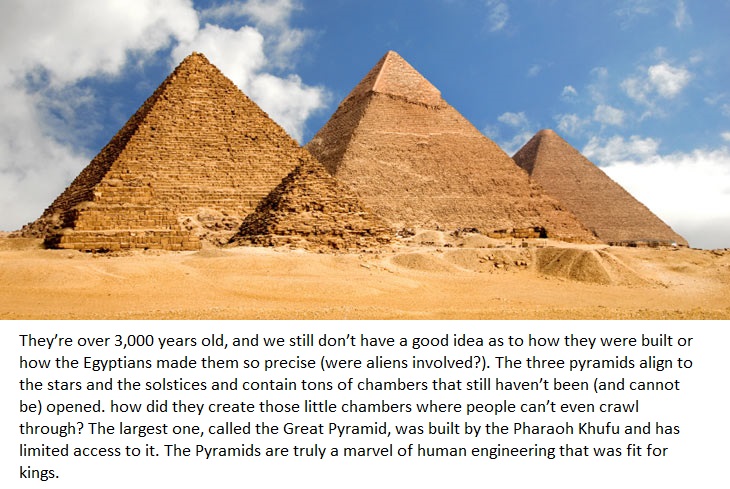 They’re over 3,000 years old, and we still don’t have a good idea as to how they were built or
how the Egyptians made them so precise (were aliens involved?). The three pyramids align to
the stars and the solstices and contain tons of chambers that still haven’t been (and cannot
be) opened. how did they create those little chambers where people can’t even crawl
through? The largest one, called the Great Pyramid, was built by the Pharaoh Khufu and has
limited access to it. The Pyramids are truly a marvel of human engineering that was fit for
kings.